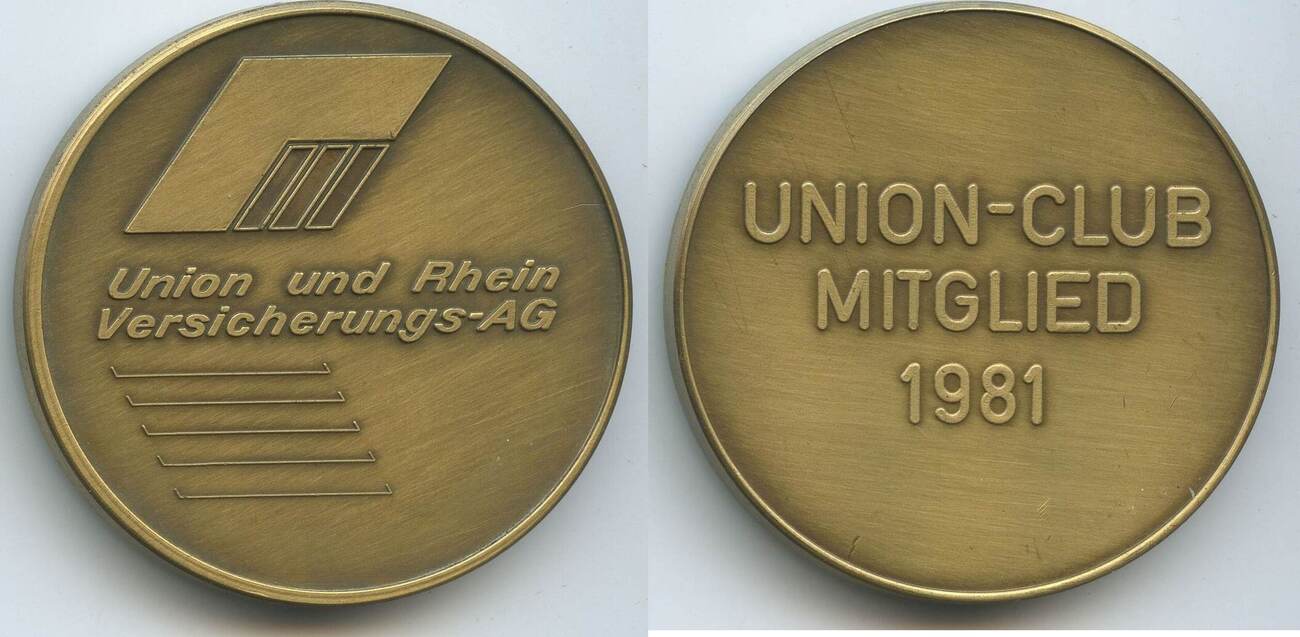 Union und Rhein
Versicherungs-AG
UNION-CLUB
MITGLIED
1981